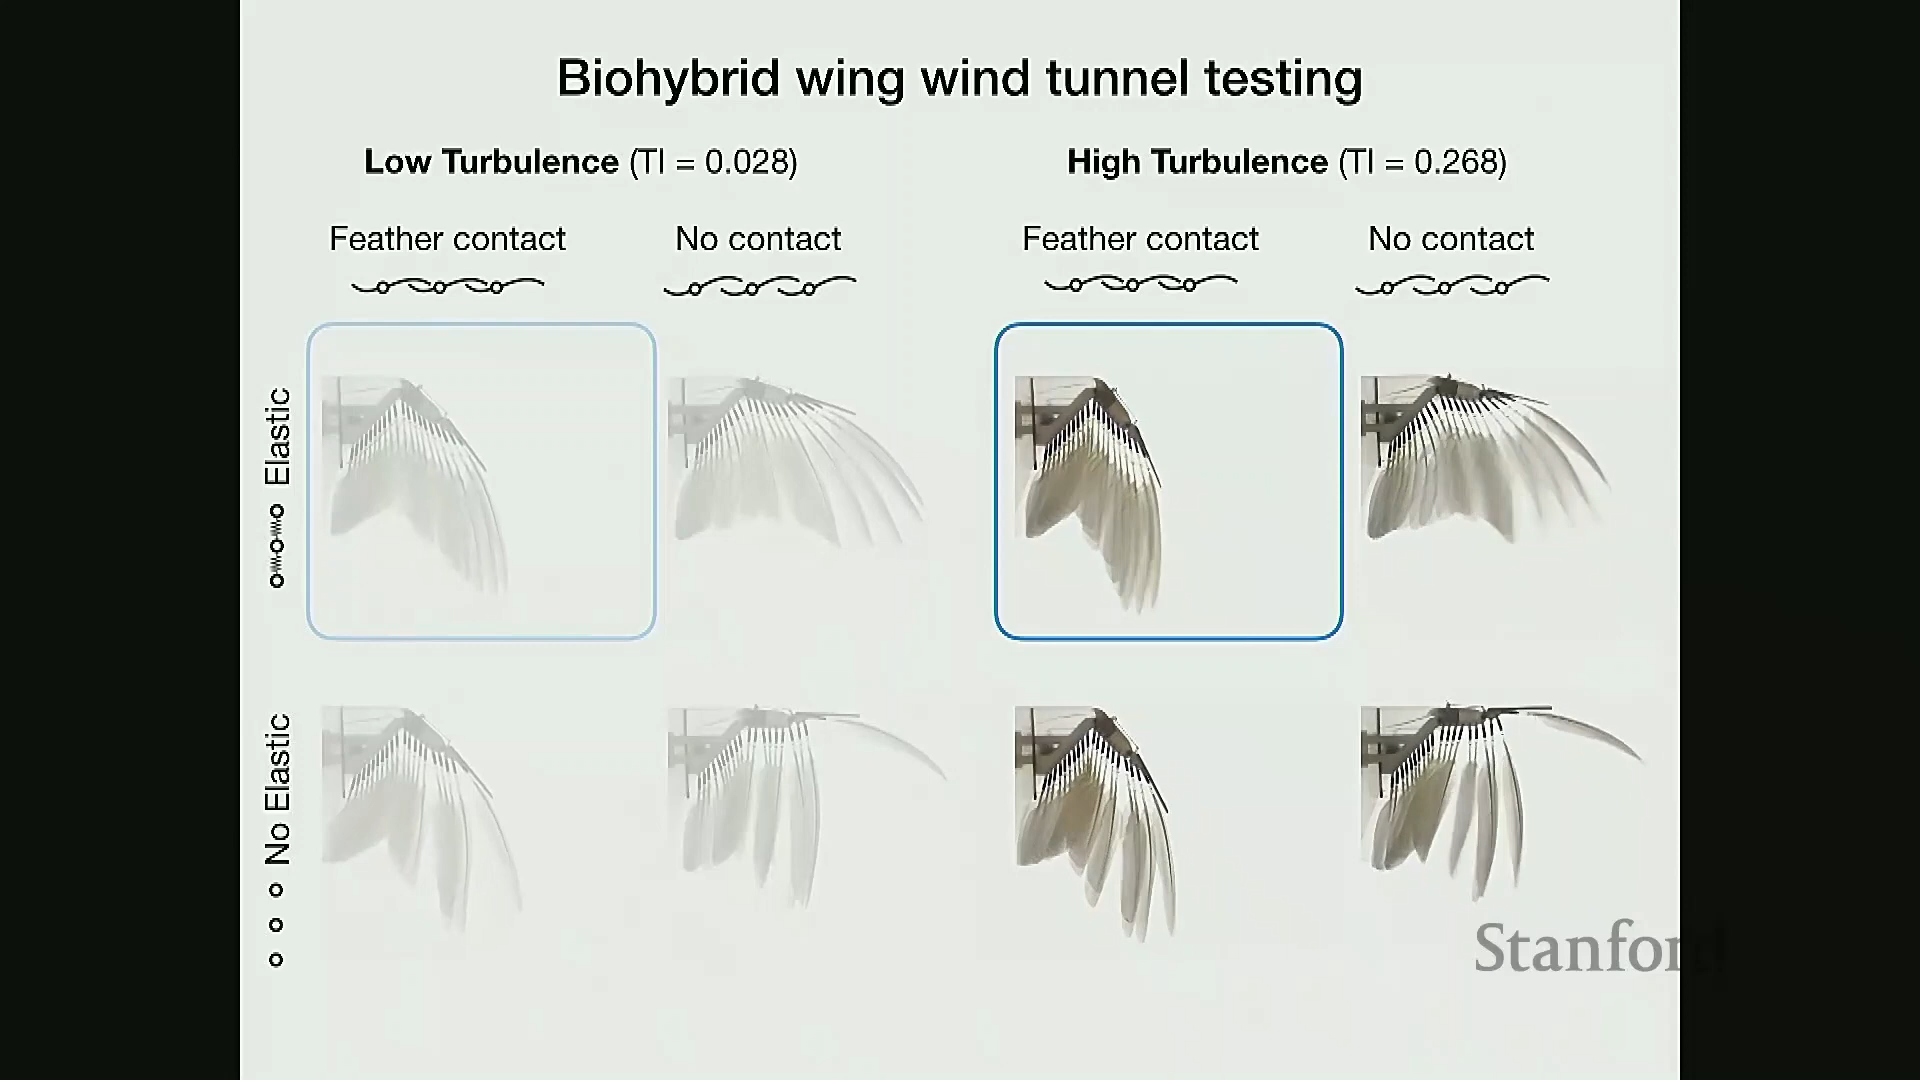 Biohybrid wing wind tunnel testing
Low Turbulence (TI = 0.028)
High Turbulence (TI = 0.268)
Feather contact
No contact
Feather contact
No contact
Elastic
No Elastic
Stanford